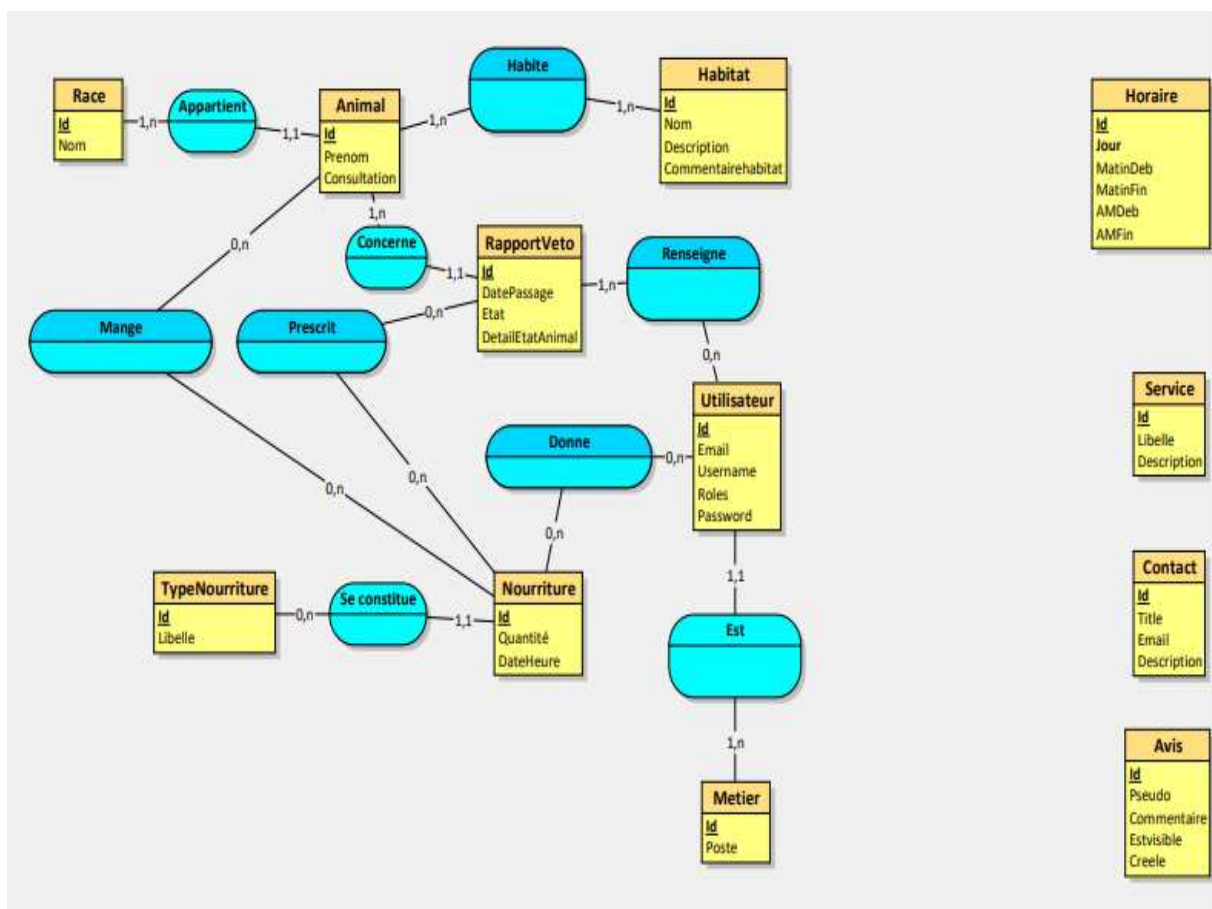 Race
Id
Nom
1,n
Appartient
1,1
Animal
Id
Prenom
Consultation
1,n
Habite
1,n
Habitat
Id
Nom
Description
Commentairehabitat
Horaire
Id
Jour
MatinDeb
MatinFin
AMDeb
AMFin
1,n
Concerne
1,1
RapportVeto
Id
DatePassage
Etat
DetailEtatAnimal
1,n
Renseigne
0,n
0,n
Mange
Prescrit
0,n
Utilisateur
Id
Email
Username
Roles
Password
Service
Id
Libelle
Description
Donne
0,n
0,n
0,n
0,n
TypeNourriture
Id
Libelle
0,n
Se constitue
1,1
Nourriture
Id
Quantité
DateHeure
1,1
Est
1,n
Metier
Id
Poste
Contact
Id
Title
Email
Description
Avis
Id
Pseudo
Commentaire
Estvisible
Creele